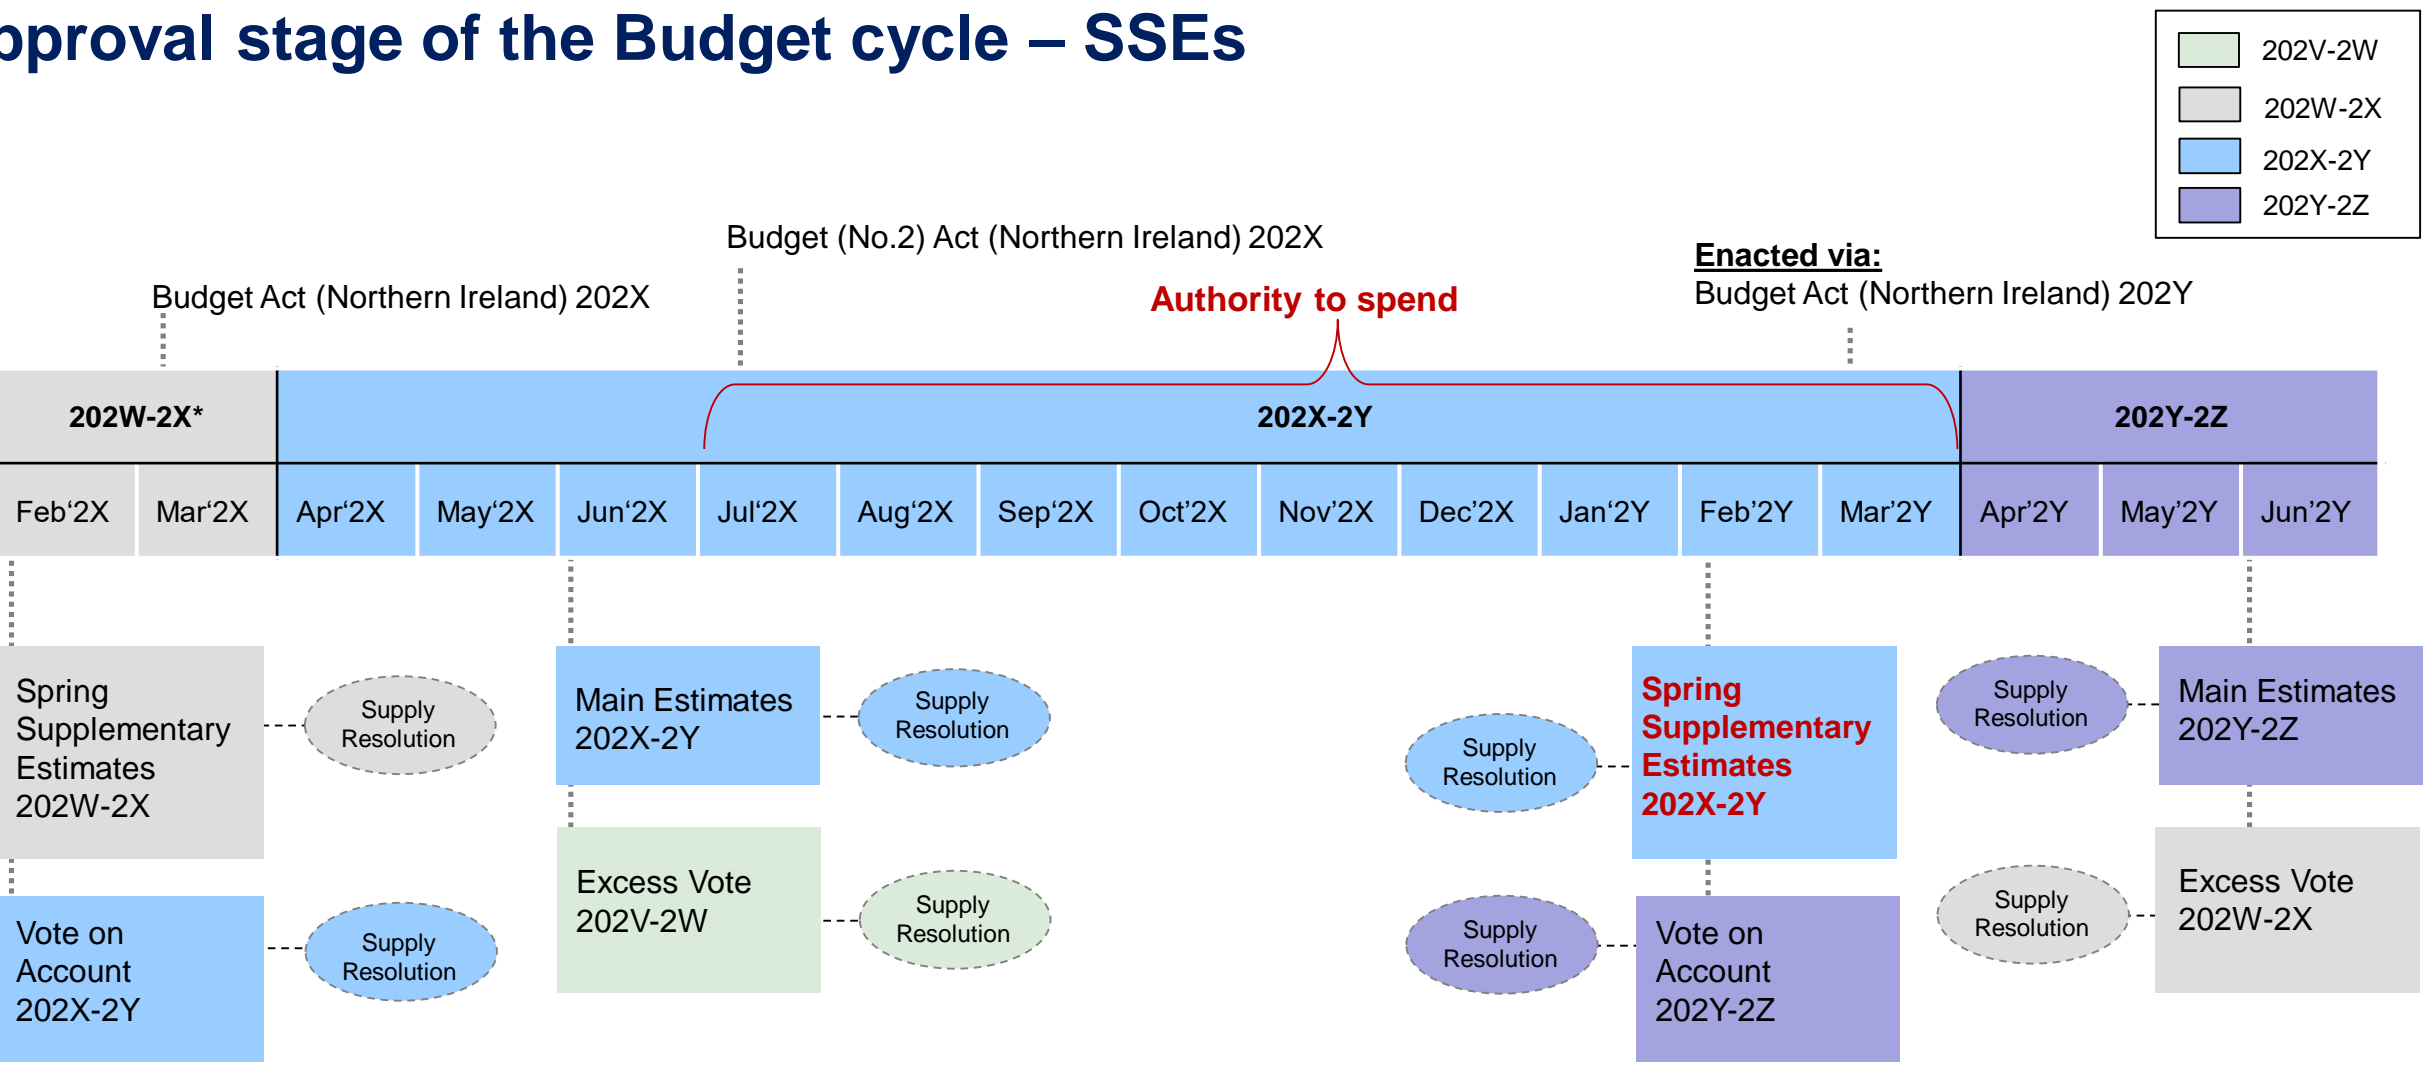 pproval stage of the Budget cycle – SSEs
202V-2W
202W-2X
202X-2Y
202Y-2Z
Budget (No.2) Act (Northern Ireland) 202X
Enacted via:
Budget Act (Northern Ireland) 202X
Authority to spend
Budget Act (Northern Ireland) 202Y
202W-2X*
202X-2Y
202Y-2Z
Feb‘2X
Mar‘2X
Apr‘2X
May‘2X
Jun‘2X
Jul‘2X
Aug‘2X
Sep‘2X
Oct’2X
Nov’2X
Dec’2X
Jan‘2Y
Feb’2Y
Mar’2Y
Apr’2Y
May’2Y
Jun’2Y
Spring
Supplementary
Estimates
202W-2X
Supply
Resolution
Main Estimates
202X-2Y
Supply
Resolution
Supply
Resolution
Spring
Supplementary
Estimates
202X-2Y
Supply
Resolution
Main Estimates
202Y-2Z
Vote on
Account
202X-2Y
Supply
Resolution
Excess Vote
202V-2W
Supply
Resolution
Supply
Resolution
Vote on
Account
202Y-2Z
Supply
Resolution
Excess Vote
202W-2X